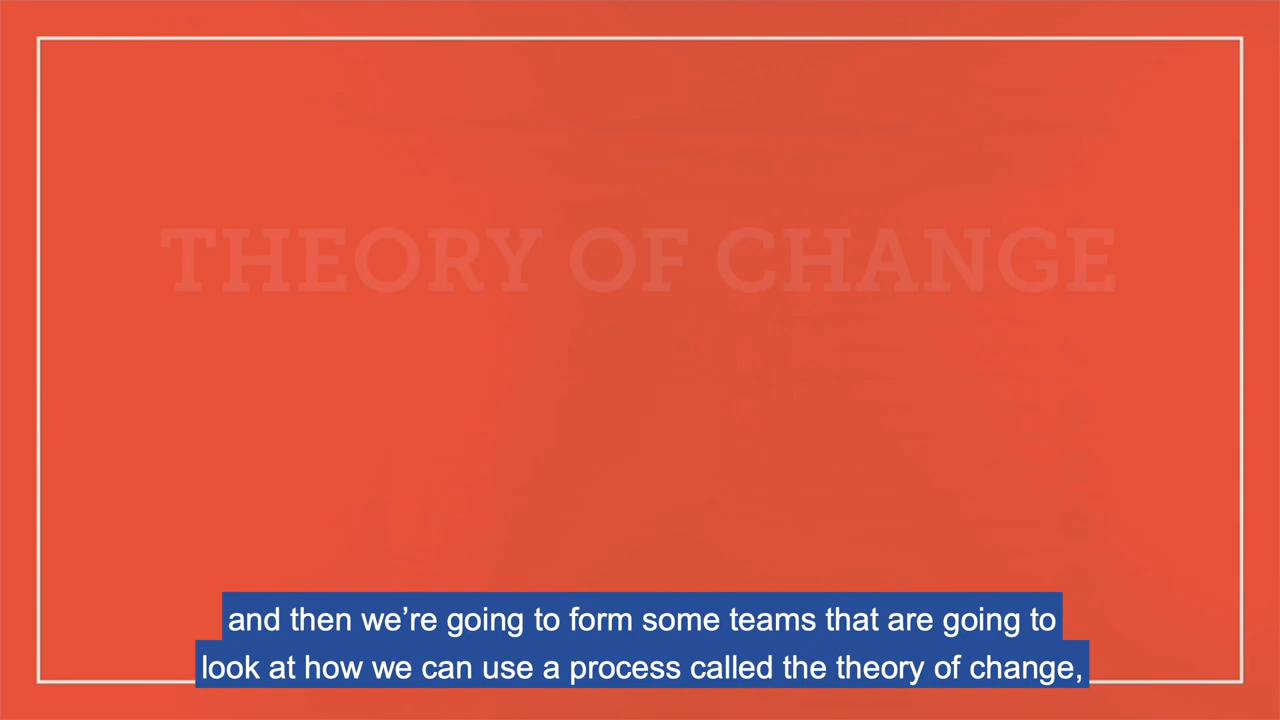 THEORY OF CHANGE
and then we’re going to form some teams that are going to
look at how we can use a process called the theory of change,